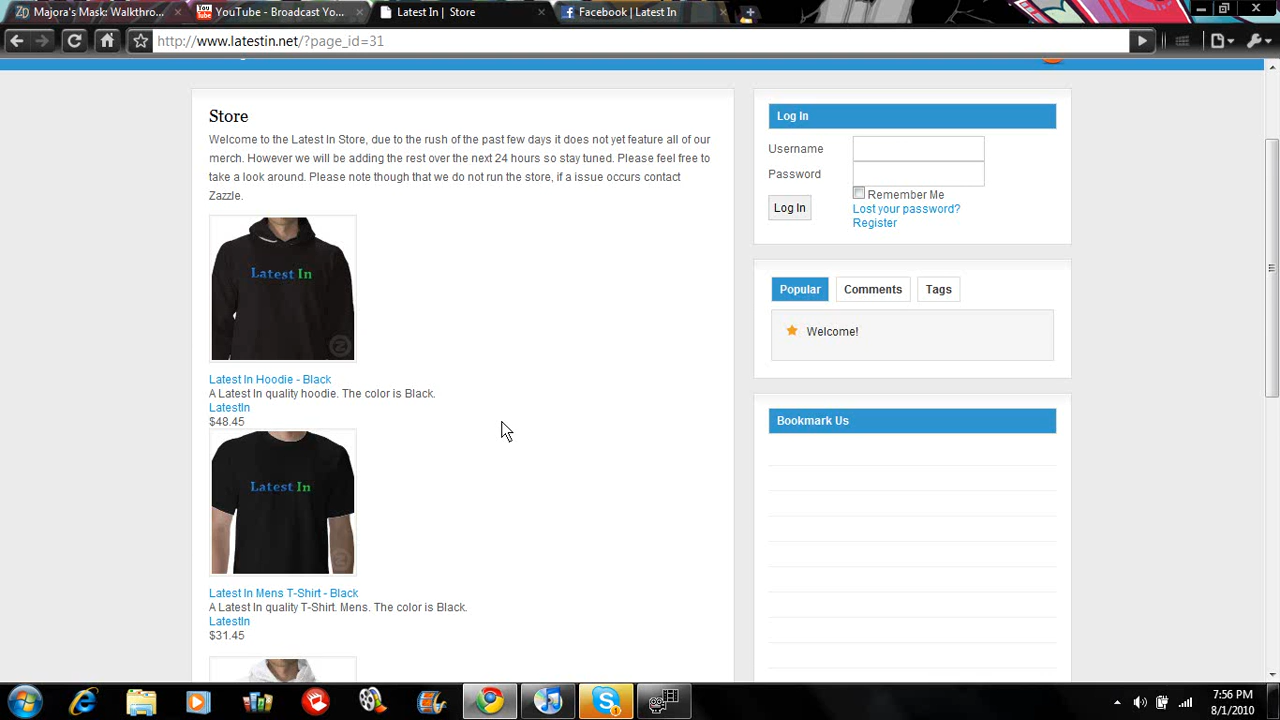 Majora's Mask: Walkthro...
YouTube - Broadcast Yo...
Latest In | Store
Facebook | Latest In
http://www.latestin.net/?page_id=31
Store
Welcome to the Latest In Store, due to the rush of the past few days it does not yet feature all of our
merch. However we will be adding the rest over the next 24 hours so stay tuned. Please feel free to
take a look around. Please note though that we do not run the store, if a issue occurs contact
Zazzle.
Latest In
Latest In Hoodie - Black
A Latest In quality hoodie. The color is Black.
LatestIn
$48.45
Latest In
Latest In Mens T-Shirt - Black
A Latest In quality T-Shirt. Mens. The color is Black.
LatestIn
$31.45
Log In
Username
Password
Remember Me
Log In
Lost your password?
Register
Popular
Comments
Tags
Welcome!
Bookmark Us
7:56 PM
8/1/2010